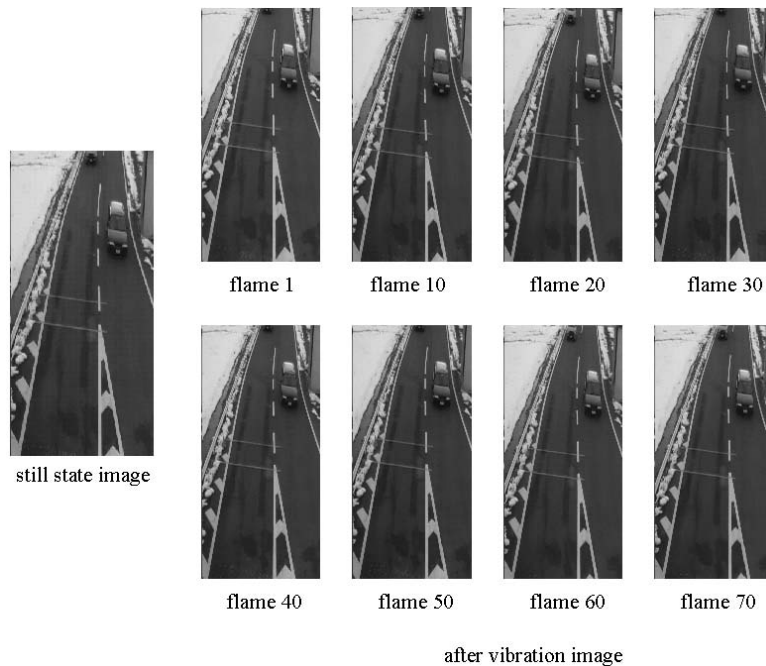 flame 1
flame 10
flame 20
flame 30
still state image
flame 40
flame 50
flame 60
flame 70
after vibration image